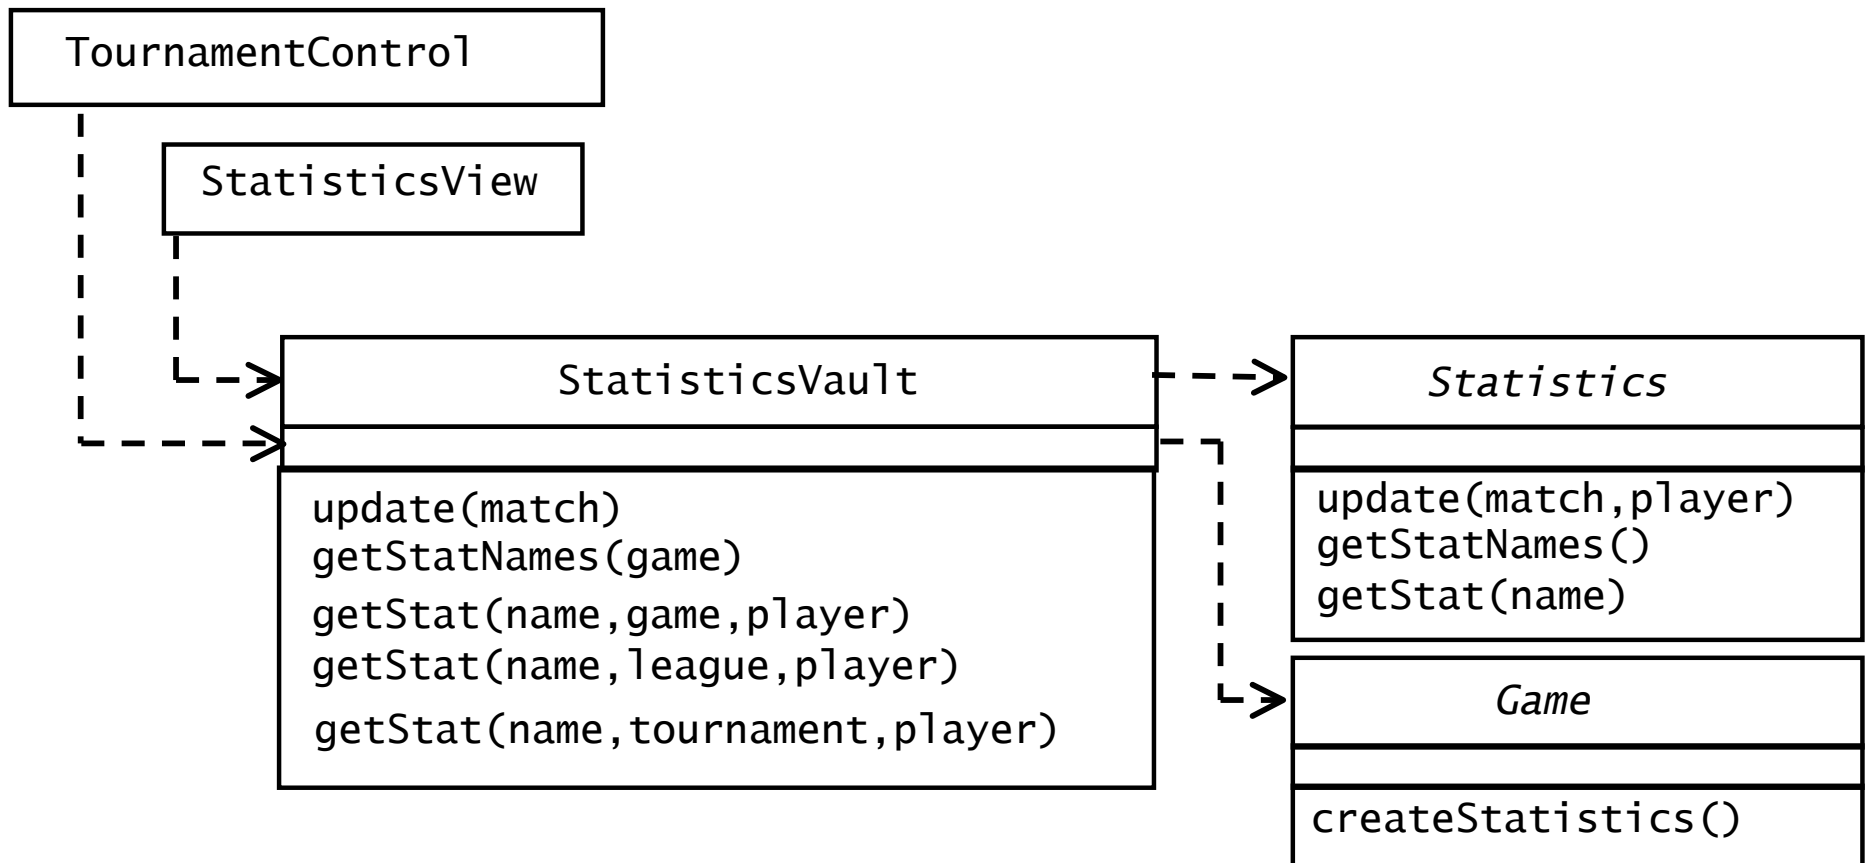 TournamentControl
StatisticsView
StatisticsVault
update(match)
getStatNames(game)
getStat(name,game,player)
getStat(name,league,player)
getStat(name,tournament,player)
Statistics
update(match,player)
getStatNames()
getStat(name)
Game
createStatistics()